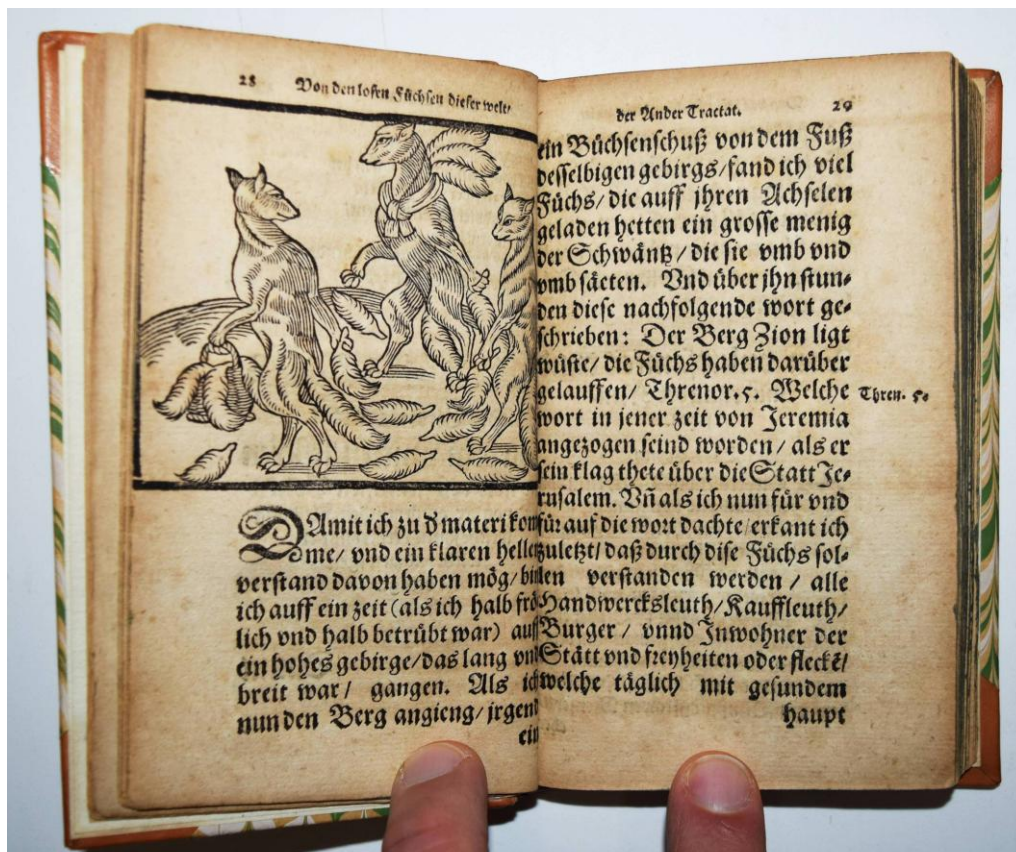 28 Von den losen Füchsen dieser welt/
DAmit ich zu d̕ materi kom
me/ vnd ein klaren hellen
verstand davon haben mög/ bin
ich auff ein zeit (als ich halb frö
lich vnd halb betrübt war) auff
ein hohes gebirge/ das lang vnd
breit war/ gangen. Als ich
nun den Berg angieng/ jrgend
ein
der Ander Tractat. 29
ein Büchsenschuß von dem Fuß
desselbigen gebirgs/ fand ich viel
Füchs/ die auff jhren Achselen
geladen hetten ein grosse menig
der Schwäntz/ die sie vmb vnd
vmb säeten. Vnd über jhn stun-
den diese nachfolgende wort ge-
schrieben: Der Berg Zion ligt
wüste/ die Füchs haben darüber
gelauffen/ Threnor. 5. Welche
Thren. 5.
wort in jener zeit von Jeremia
angezogen seind worden/ als er
sein klag thete über die Statt Je-
rusalem. Vñ als ich nun für vnd
für auf die wort dachte/ erkant ich
zuletzt/ daß durch dise Füchs sol-
len verstanden werden/ alle
Handwercksleuth/ Kauffleuth/
Burger/ vnnd Inwohner der
Stätt vnd freyheiten oder fleckẽ/
welche täglich mit gesundem
haupt